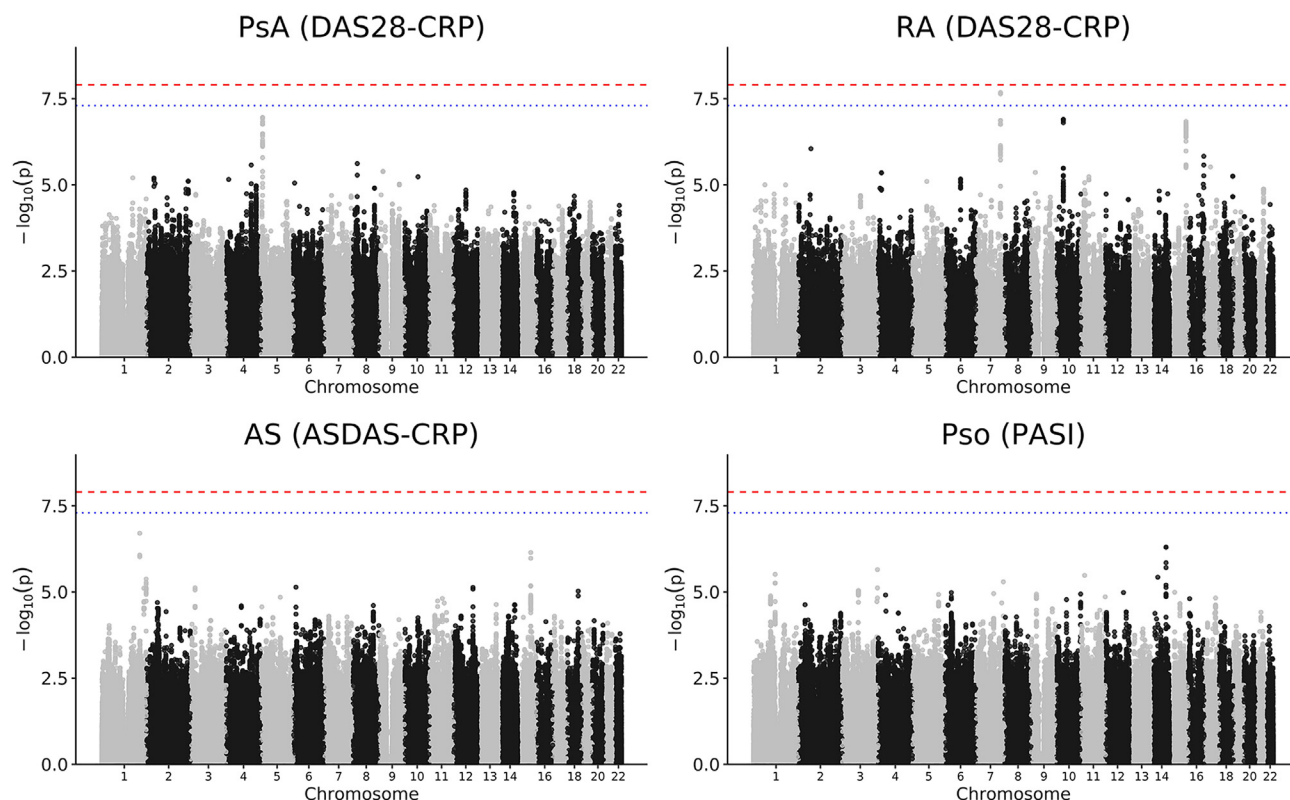 PsA (DAS28-CRP)
7.5
5.0
2.5
0.0
− log10(p)
1 2 3 4 5 6 7 8 9 10 11 12 13 14 16 18 20 22
Chromosome
RA (DAS28-CRP)
7.5
5.0
2.5
0.0
− log10(p)
1 2 3 4 5 6 7 8 9 10 11 12 13 14 16 18 20 22
Chromosome
AS (ASDAS-CRP)
7.5
5.0
2.5
0.0
− log10(p)
1 2 3 4 5 6 7 8 9 10 11 12 13 14 16 18 20 22
Chromosome
Pso (PASI)
7.5
5.0
2.5
0.0
− log10(p)
1 2 3 4 5 6 7 8 9 10 11 12 13 14 16 18 20 22
Chromosome